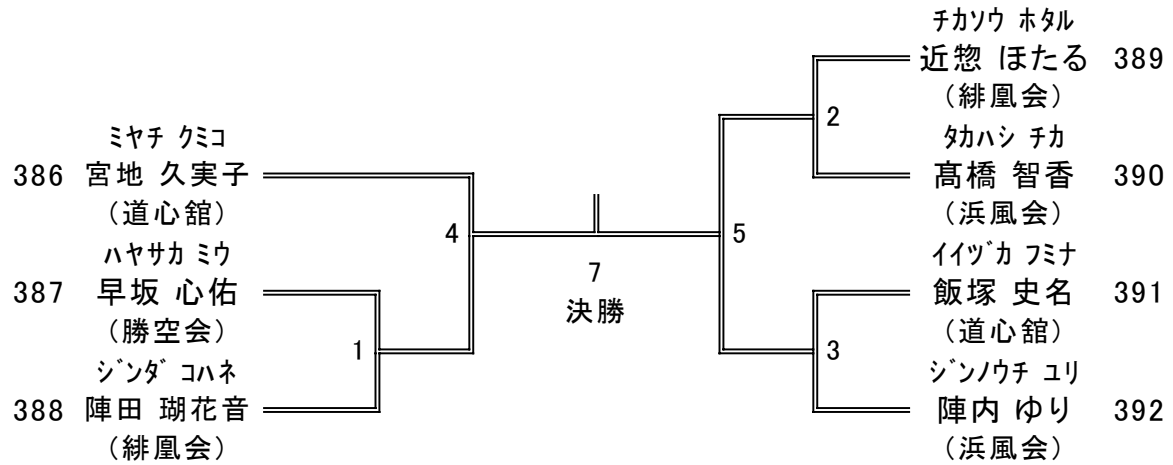 ミヤチ クミコ
386 宮地 久実子
(道心舘)
ハヤサカ ミウ
387 早坂 心佑
(勝空会)
ジンダ コハネ
388 陣田 瑚花音
(緋凰会)
1
4
7
決勝
5
2
3
チカソウ ホタル
近惣 ほたる 389
(緋凰会)
タカハシ チカ
髙橋 智香 390
(浜風会)
イイヅカ フミナ
飯塚 史名 391
(道心舘)
ジンノウチ ユリ
陣内 ゆり 392
(浜風会)